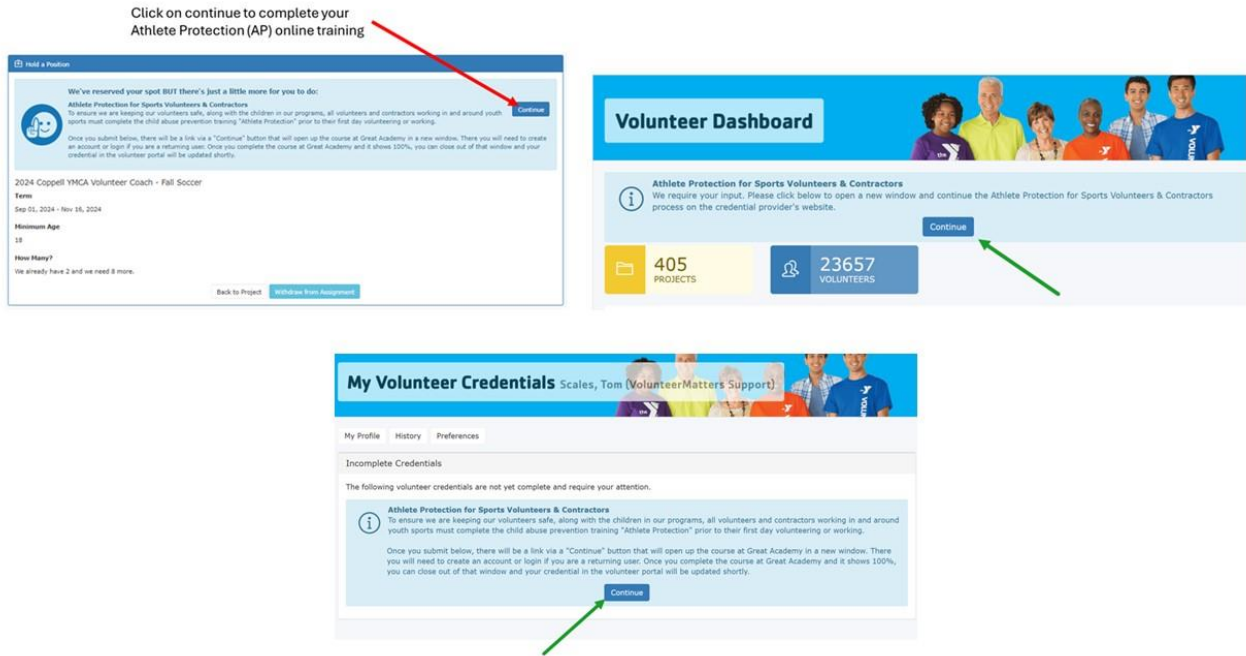 Click on continue to complete your
Athlete Protection (AP) online training
Hold a Position
We've reserved your spot BUT there's just a little more for you to do:
Athlete Protection for Sports Volunteers & Contractors
To ensure we are keeping our volunteers safe, along with the children in our programs, all volunteers and contractors working in and around youth
sports must complete the child abuse prevention training "Athlete Protection" prior to their first day volunteering or working.
Continue
Once you submit below, there will be a link via a "Continue" button that will open up the course at Great Academy in a new window. There you will need to create
an account or login if you are a returning user. Once you complete the course at Great Academy and it shows 100%, you can close out of that window and your
credential in the volunteer portal will be updated shortly.
2024 Coppell YMCA Volunteer Coach - Fall Soccer
Term
Sep 01, 2024 - Nov 16, 2024
Minimum Age
18
How Many?
We already have 2 and we need 8 more.
Back to Project
Withdraw from Assignment
Volunteer Dashboard
the
VOLUN
Athlete Protection for Sports Volunteers & Contractors
We require your input. Please click below to open a new window and continue the Athlete Protection for Sports Volunteers & Contractors
process on the credential provider's website.
Continue
405
PROJECTS
23657
VOLUNTEERS
My Volunteer Credentials Scales, Tom (VolunteerMatters Support)
the
VOLUN
My Profile History Preferences
Incomplete Credentials
The following volunteer credentials are not yet complete and require your attention.
Athlete Protection for Sports Volunteers & Contractors
To ensure we are keeping our volunteers safe, along with the children in our programs, all volunteers and contractors working in and around
youth sports must complete the child abuse prevention training "Athlete Protection" prior to their first day volunteering or working.
Once you submit below, there will be a link via a "Continue" button that will open up the course at Great Academy in a new window. There
you will need to create an account or login if you are a returning user. Once you complete the course at Great Academy and it shows 100%,
you can close out of that window and your credential in the volunteer portal will be updated shortly.
Continue